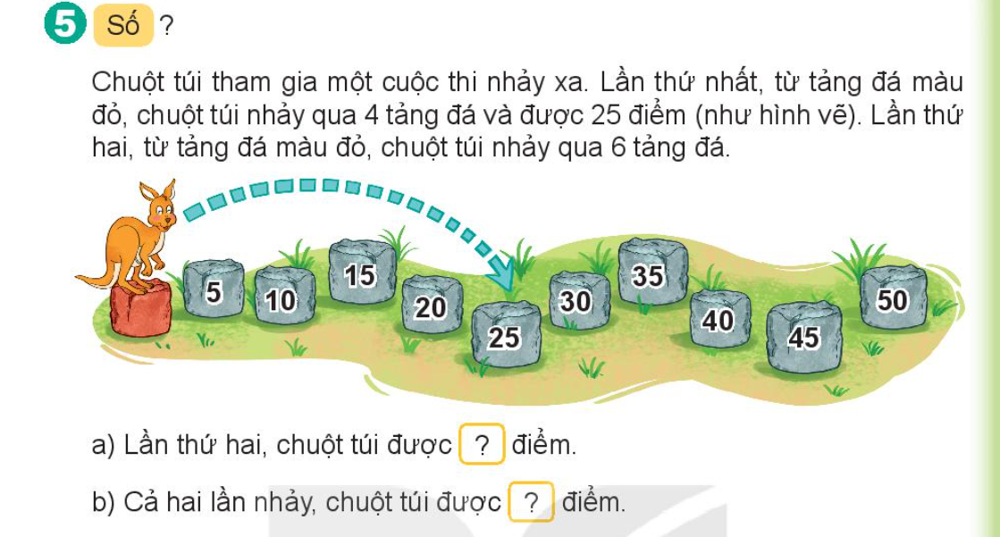 5 Số ?
Chuột túi tham gia một cuộc thi nhảy xa. Lần thứ nhất, từ tảng đá màu
đỏ, chuột túi nhảy qua 4 tảng đá và được 25 điểm (như hình vẽ). Lần thứ
hai, từ tảng đá màu đỏ, chuột túi nhảy qua 6 tảng đá.
5
10
15
20
25
30
35
40
45
50
a) Lần thứ hai, chuột túi được ? điểm.
b) Cả hai lần nhảy, chuột túi được ? điểm.